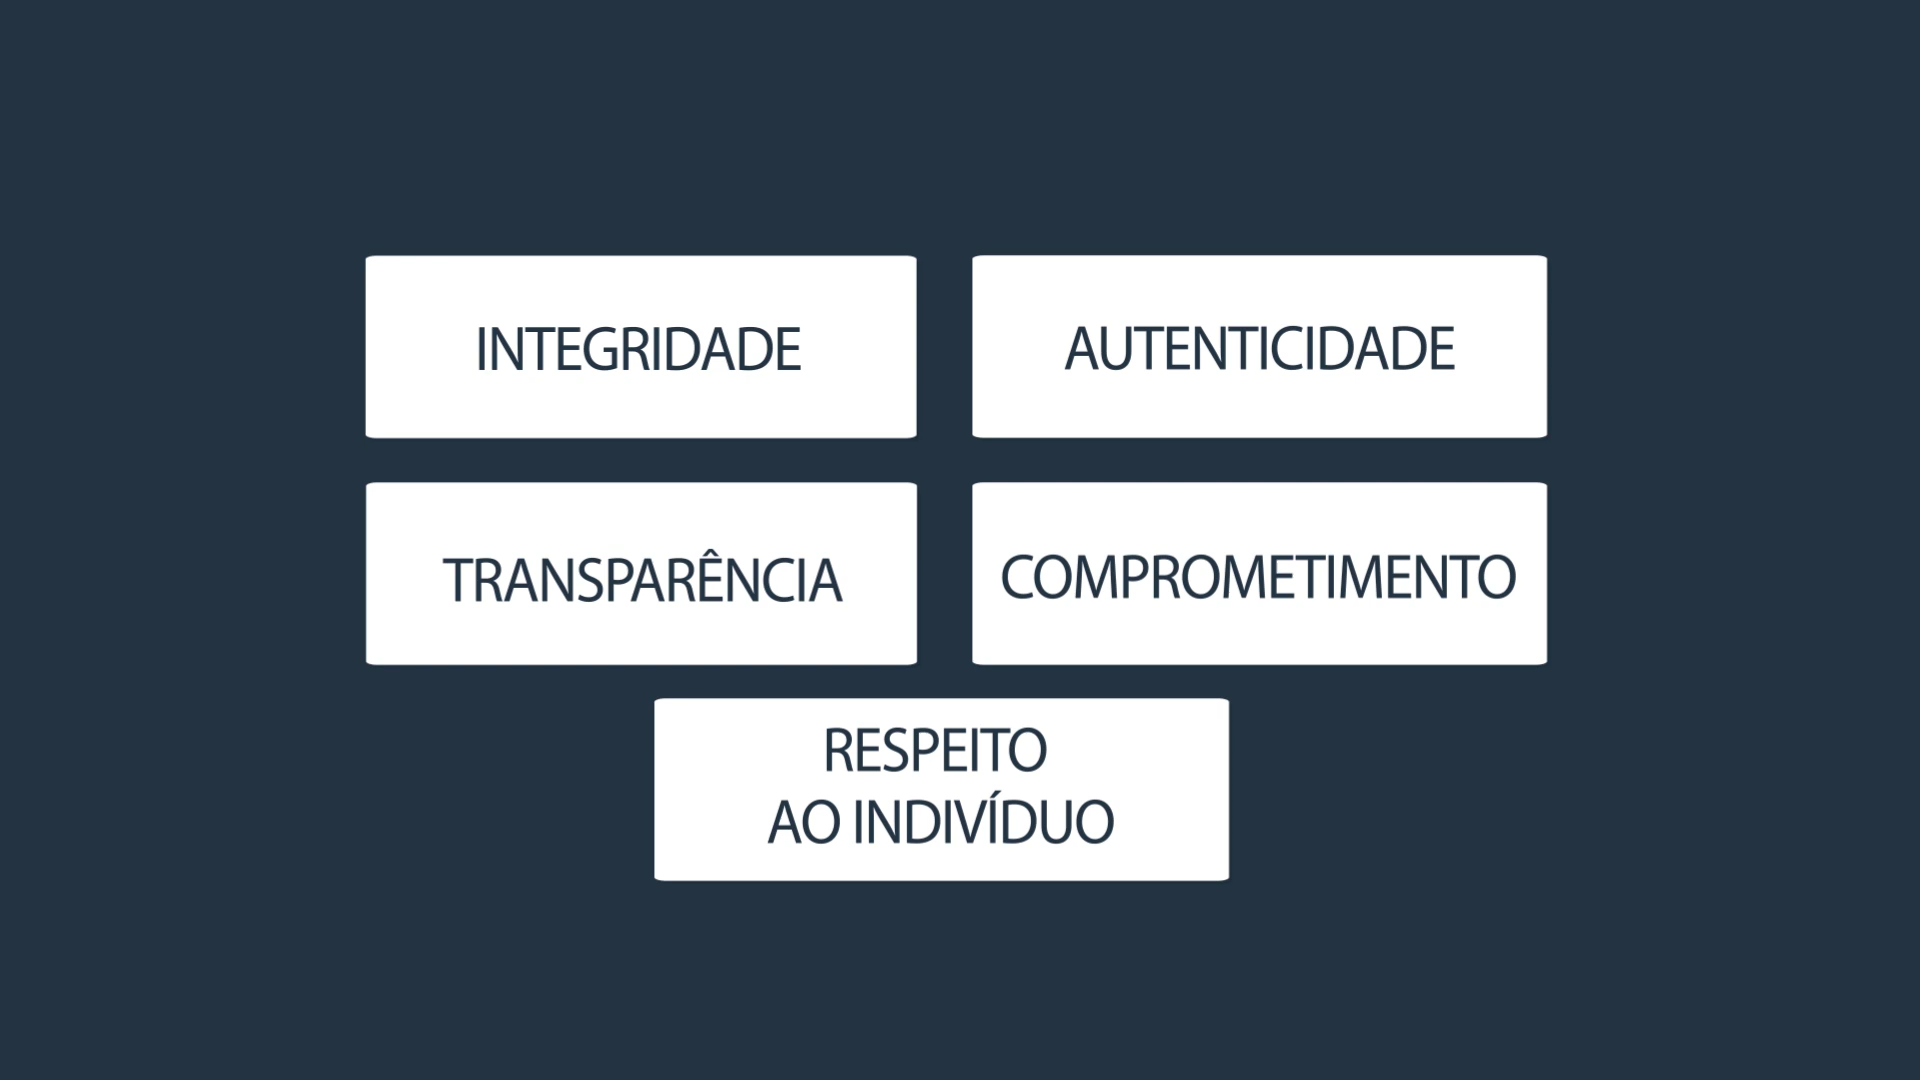 INTEGRIDADE
AUTENTICIDADE
TRANSPARÊNCIA
COMPROMETIMENTO
RESPEITO
AO INDIVÍDUO